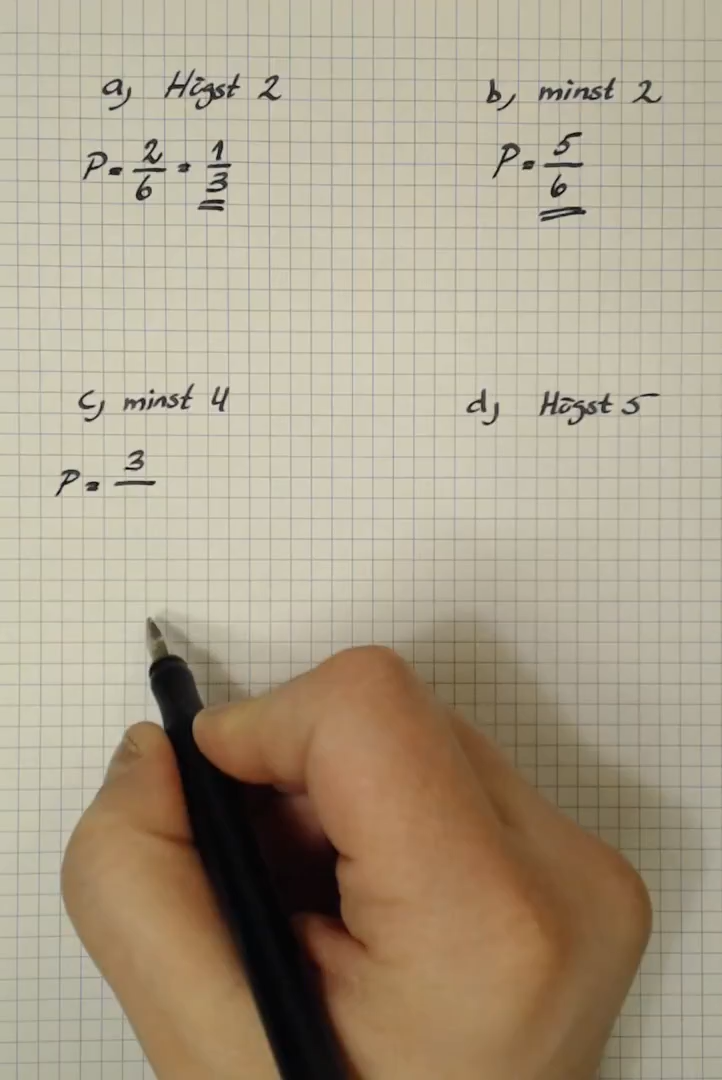 a) Högst 2
P = 2/6 = 1/3
b) minst 2
P = 5/6
c) minst 4
P = 3/
d) Högst 5